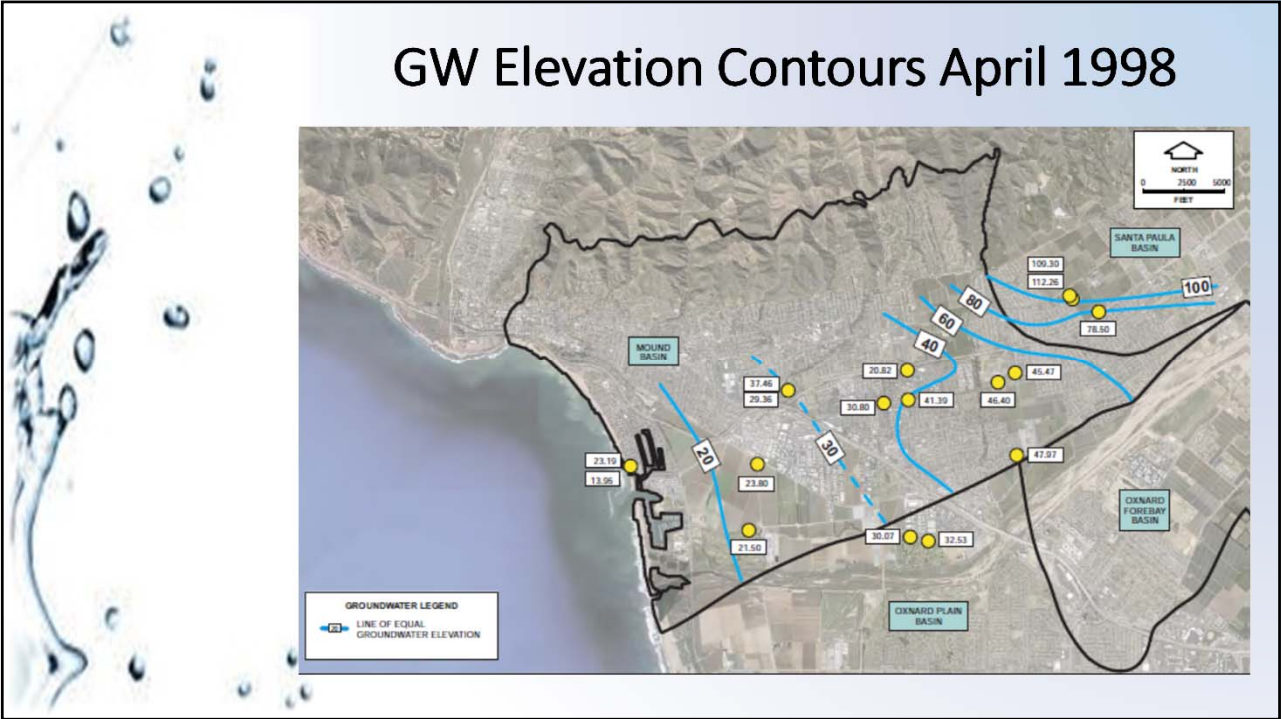 GW Elevation Contours April 1998
NORTH
0 2500 5000
FEET
SANTA PAULA
BASIN
109.30
112.26
100
80
78.50
60
40
MOUND
BASIN
20.82
45.47
37.46
29.36
30.80
41.39
46.40
20
30
47.97
23.19
13.95
23.80
OXNARD
FOREBAY
BASIN
21.50
30.07
32.53
OXNARD PLAIN
BASIN
GROUNDWATER LEGEND
20
LINE OF EQUAL
GROUNDWATER ELEVATION